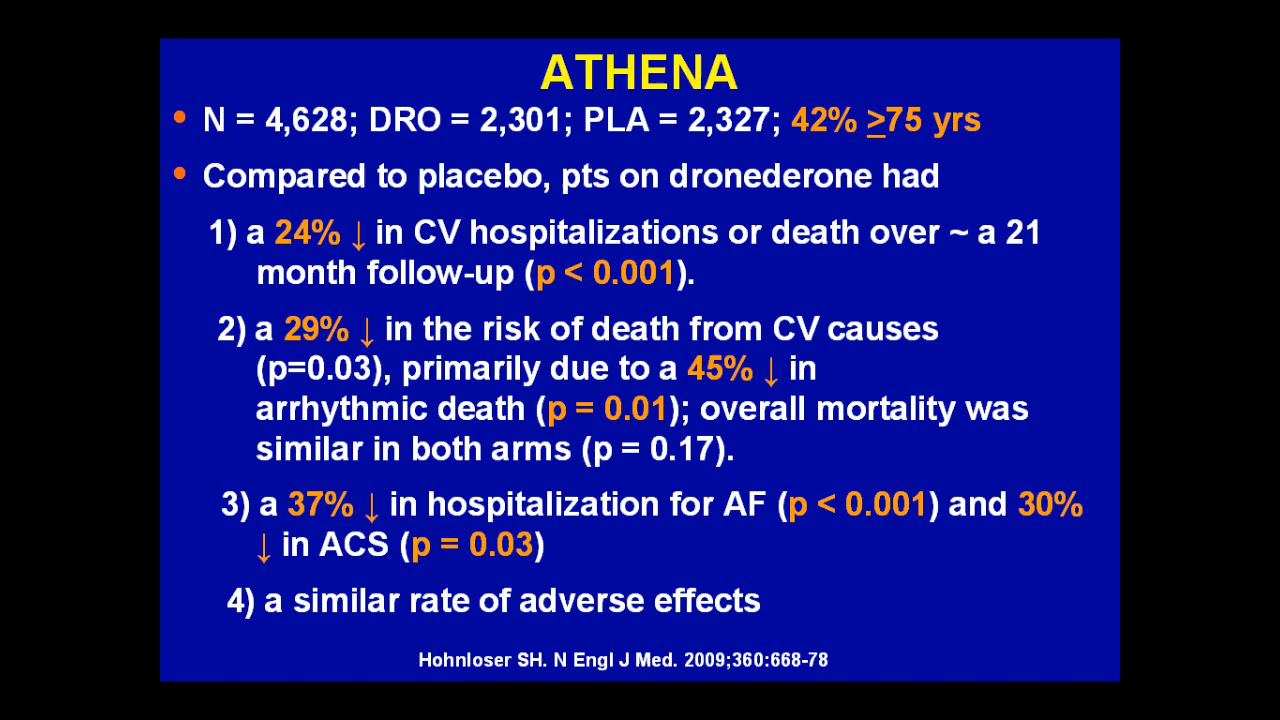 ATHENA
• N = 4,628; DRO = 2,301; PLA = 2,327; 42% ≥75 yrs
• Compared to placebo, pts on dronederone had
1) a 24% ↓ in CV hospitalizations or death over ~ a 21
month follow-up (p < 0.001).
2) a 29% ↓ in the risk of death from CV causes
(p=0.03), primarily due to a 45% ↓ in
arrhythmic death (p = 0.01); overall mortality was
similar in both arms (p = 0.17).
3) a 37% ↓ in hospitalization for AF (p < 0.001) and 30%
↓ in ACS (p = 0.03)
4) a similar rate of adverse effects
Hohnloser SH. N Engl J Med. 2009;360:668-78